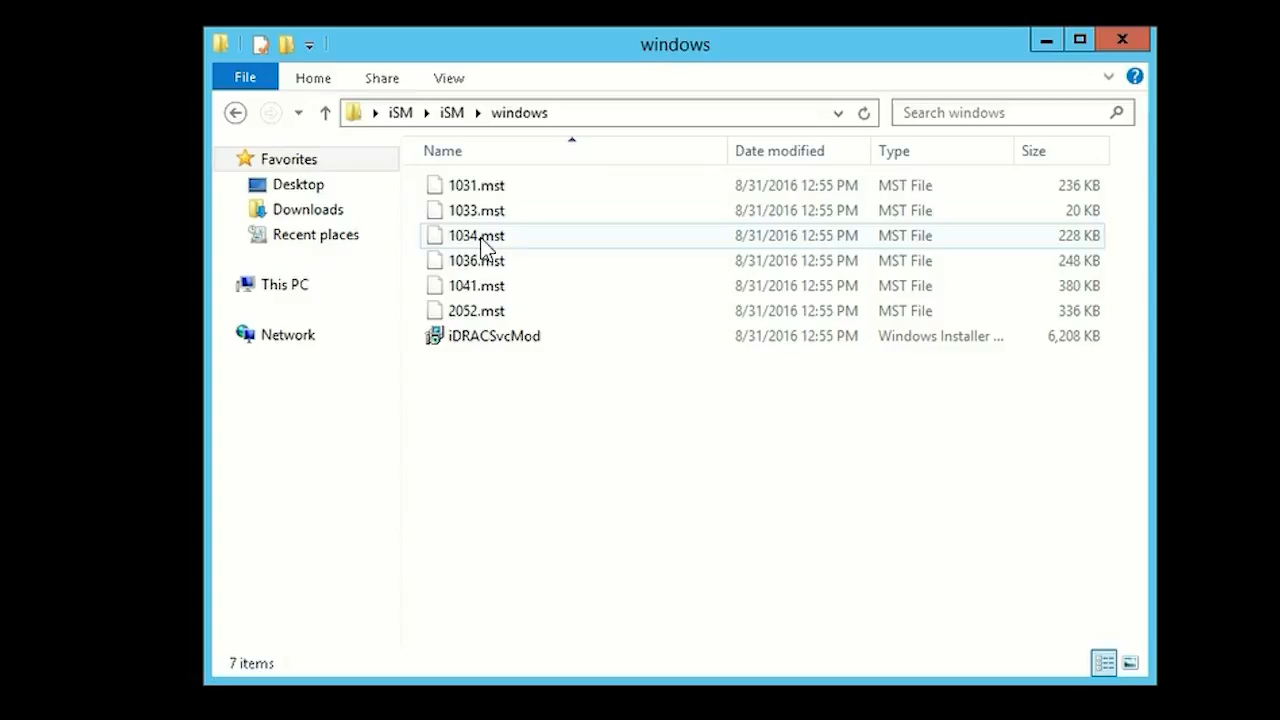 windows
File Home Share View
iSM iSM windows
Search windows
Name Date modified Type Size
Favorites
Desktop
Downloads
Recent places
This PC
Network
1031.mst 8/31/2016 12:55 PM MST File 236 KB
1033.mst 8/31/2016 12:55 PM MST File 20 KB
1034.mst 8/31/2016 12:55 PM MST File 228 KB
1036.mst 8/31/2016 12:55 PM MST File 248 KB
1041.mst 8/31/2016 12:55 PM MST File 380 KB
2052.mst 8/31/2016 12:55 PM MST File 336 KB
iDRACSvcMod 8/31/2016 12:55 PM Windows Installer ... 6,208 KB
7 items